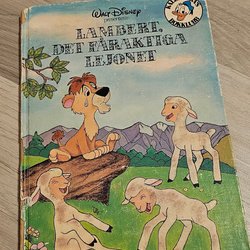 WALT DISNEY
presenterar
LAMBERT,
DET FÅRAKTIGA
LEJONET